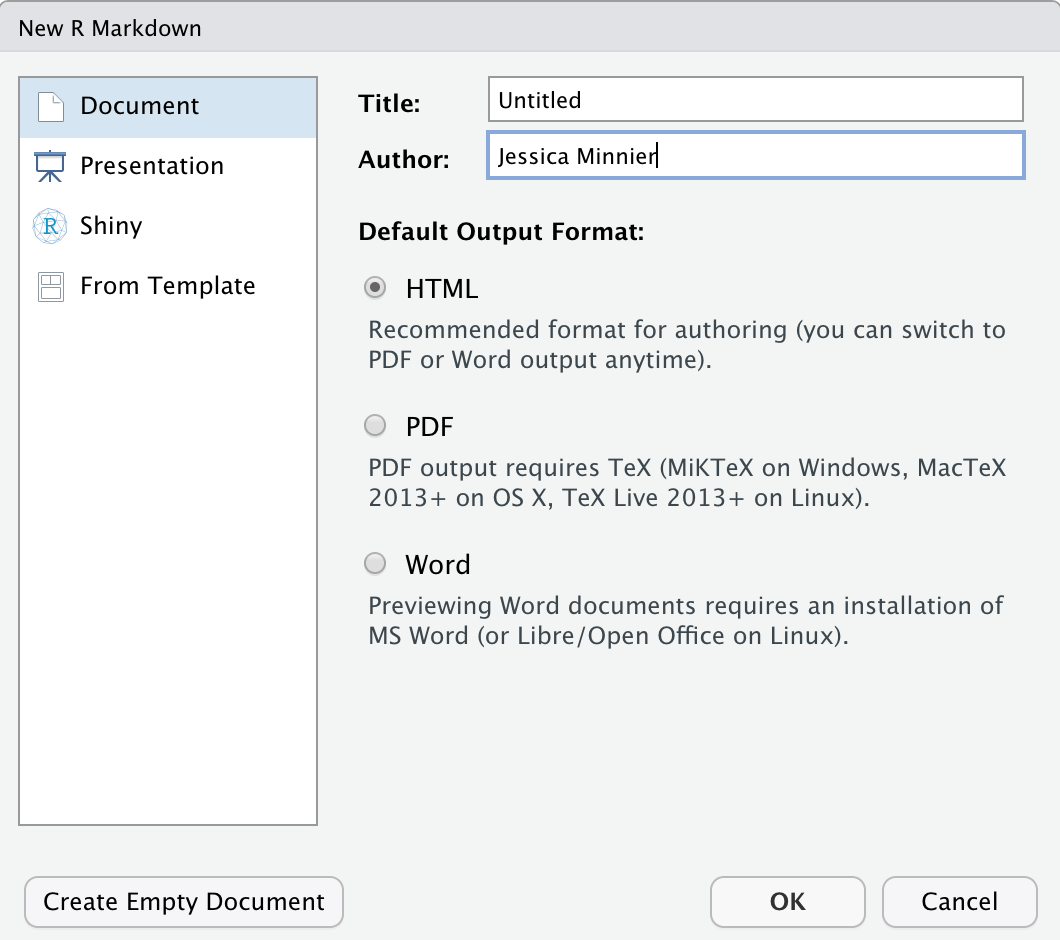 New R Markdown
Document
Presentation
Shiny
From Template
Title:
Untitled
Author:
Jessica Minnier
Default Output Format:
HTML
Recommended format for authoring (you can switch to
PDF or Word output anytime).
PDF
PDF output requires TeX (MiKTeX on Windows, MacTeX
2013+ on OS X, TeX Live 2013+ on Linux).
Word
Previewing Word documents requires an installation of
MS Word (or Libre/Open Office on Linux).
Create Empty Document
OK
Cancel